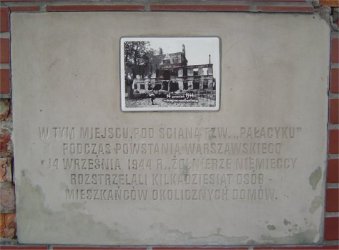 W TYM MIEJSCU, POD ŚCIANĄ TZW. „PAŁACYKU”
PODCZAS POWSTANIA WARSZAWSKIEGO
14 WRZEŚNIA 1944 R., ŻOŁNIERZE NIEMIECCY
ROZSTRZELALI KILKADZIESIĄT OSÓB
MIESZKAŃCÓW OKOLICZNYCH DOMÓW.